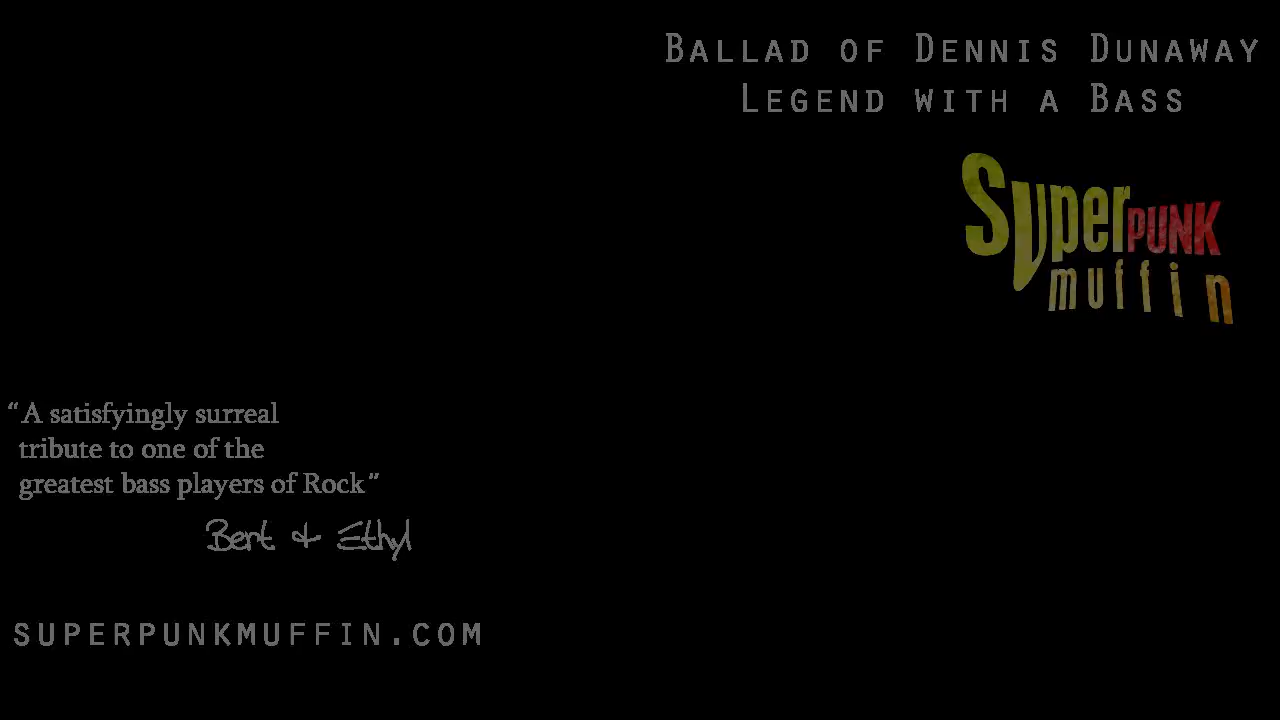 Ballad of Dennis Dunaway
Legend with a Bass
Super PUNK
muffin
“A satisfyingly surreal
tribute to one of the
greatest bass players of Rock”
Bert + Ethyl
SUPERPUNKMUFFIN.COM